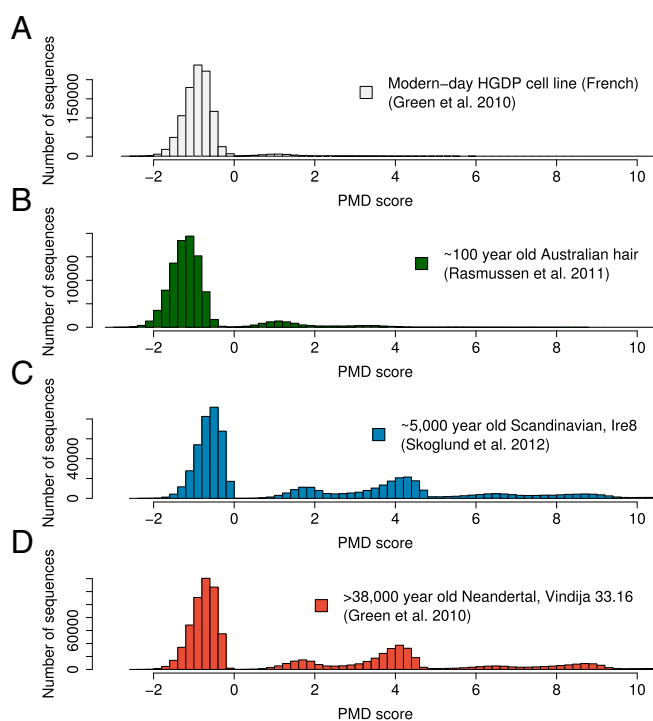 A
Number of sequences
150000
0
Modern−day HGDP cell line (French)
(Green et al. 2010)
−2 0 2 4 6 8 10
PMD score
B
Number of sequences
100000
0
~100 year old Australian hair
(Rasmussen et al. 2011)
−2 0 2 4 6 8 10
PMD score
C
Number of sequences
40000
0
~5,000 year old Scandinavian, Ire8
(Skoglund et al. 2012)
−2 0 2 4 6 8 10
PMD score
D
Number of sequences
60000
0
>38,000 year old Neandertal, Vindija 33.16
(Green et al. 2010)
−2 0 2 4 6 8 10
PMD score